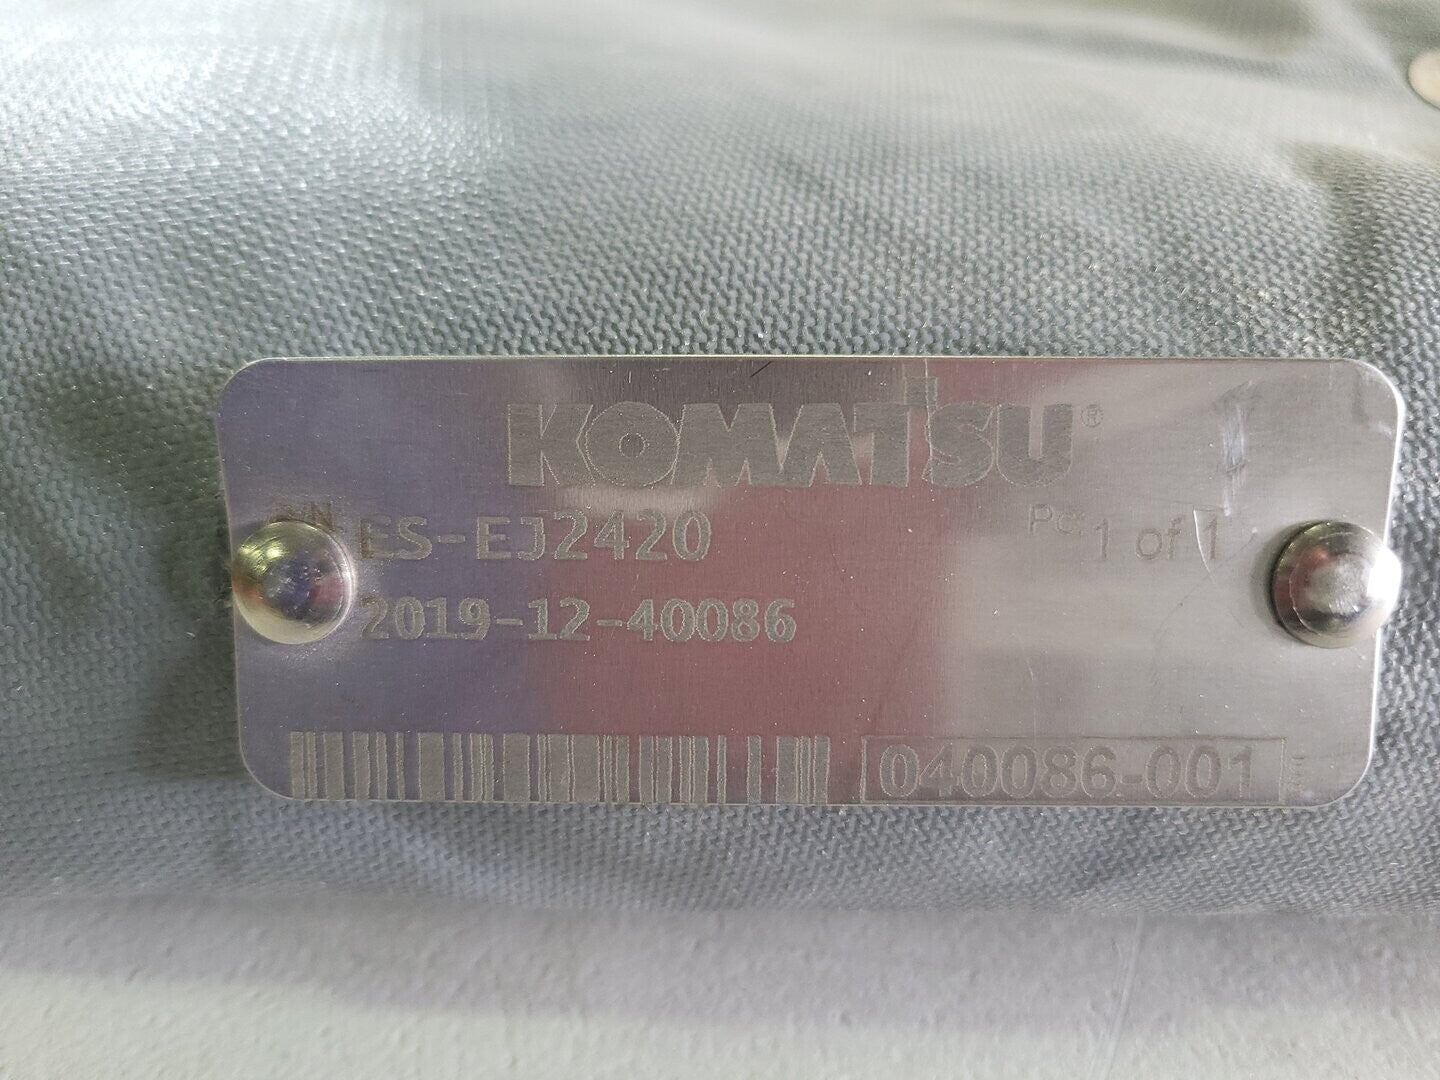 KOMATSU®
P/N ES-EJ2420 Pc: 1 of 1
2019-12-40086
040086-001